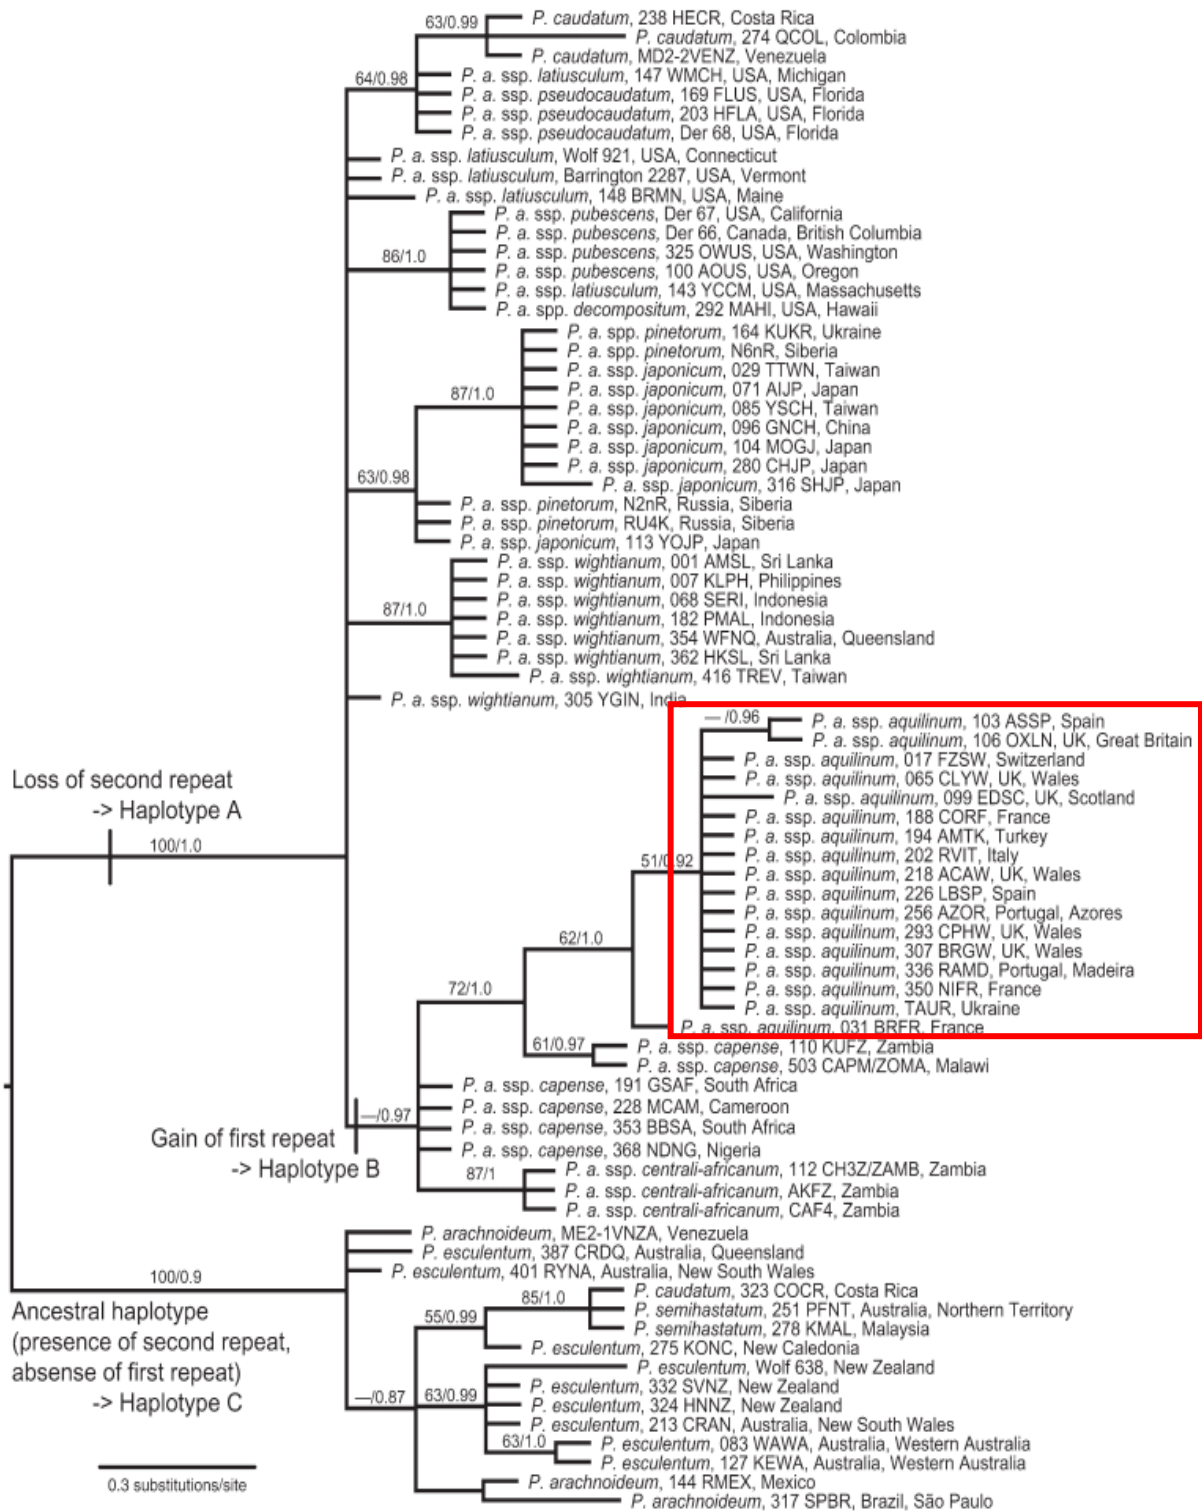 63/0.99
P. caudatum, 238 HECR, Costa Rica
P. caudatum, 274 QCOL, Colombia
P. caudatum, MD2-2VENZ, Venezuela
64/0.98
P. a. ssp. latiusculum, 147 WMCH, USA, Michigan
P. a. ssp. pseudocaudatum, 169 FLUS, USA, Florida
P. a. ssp. pseudocaudatum, 203 HFLA, USA, Florida
P. a. ssp. pseudocaudatum, Der 68, USA, Florida
P. a. ssp. latiusculum, Wolf 921, USA, Connecticut
P. a. ssp. latiusculum, Barrington 2287, USA, Vermont
P. a. ssp. latiusculum, 148 BRMN, USA, Maine
P. a. ssp. pubescens, Der 67, USA, California
P. a. ssp. pubescens, Der 66, Canada, British Columbia
P. a. ssp. pubescens, 325 OWUS, USA, Washington
86/1.0
P. a. ssp. pubescens, 100 AOUS, USA, Oregon
P. a. ssp. latiusculum, 143 YCCM, USA, Massachusetts
P. a. spp. decompositum, 292 MAHI, USA, Hawaii
P. a. spp. pinetorum, 164 KUKR, Ukraine
P. a. spp. pinetorum, N6nR, Siberia
P. a. ssp. japonicum, 029 TTWN, Taiwan
P. a. ssp. japonicum, 071 AIJP, Japan
87/1.0
P. a. ssp. japonicum, 085 YSCH, Taiwan
P. a. ssp. japonicum, 096 GNCH, China
P. a. ssp. japonicum, 104 MOGJ, Japan
P. a. ssp. japonicum, 280 CHJP, Japan
P. a. ssp. japonicum, 316 SHJP, Japan
63/0.98
P. a. ssp. pinetorum, N2nR, Russia, Siberia
P. a. ssp. pinetorum, RU4K, Russia, Siberia
P. a. ssp. japonicum, 113 YOJP, Japan
P. a. ssp. wightianum, 001 AMSL, Sri Lanka
P. a. ssp. wightianum, 007 KLPH, Philippines
P. a. ssp. wightianum, 068 SERI, Indonesia
87/1.0
P. a. ssp. wightianum, 182 PMAL, Indonesia
P. a. ssp. wightianum, 354 WFNQ, Australia, Queensland
P. a. ssp. wightianum, 362 HKSL, Sri Lanka
P. a. ssp. wightianum, 416 TREV, Taiwan
P. a. ssp. wightianum, 305 YGIN, India
— /0.96
P. a. ssp. aquilinum, 103 ASSP, Spain
P. a. ssp. aquilinum, 106 OXLN, UK, Great Britain
P. a. ssp. aquilinum, 017 FZSW, Switzerland
P. a. ssp. aquilinum, 065 CLYW, UK, Wales
P. a. ssp. aquilinum, 099 EDSC, UK, Scotland
P. a. ssp. aquilinum, 188 CORF, France
P. a. ssp. aquilinum, 194 AMTK, Turkey
P. a. ssp. aquilinum, 202 RVIT, Italy
51/0.92
P. a. ssp. aquilinum, 218 ACAW, UK, Wales
P. a. ssp. aquilinum, 226 LBSP, Spain
P. a. ssp. aquilinum, 256 AZOR, Portugal, Azores
P. a. ssp. aquilinum, 293 CPHW, UK, Wales
P. a. ssp. aquilinum, 307 BRGW, UK, Wales
P. a. ssp. aquilinum, 336 RAMD, Portugal, Madeira
P. a. ssp. aquilinum, 350 NIFR, France
P. a. ssp. aquilinum, TAUR, Ukraine
P. a. ssp. aquilinum, 031 BRFR, France
Loss of second repeat
-> Haplotype A
100/1.0
62/1.0
72/1.0
61/0.97
P. a. ssp. capense, 110 KUFZ, Zambia
P. a. ssp. capense, 503 CAPM/ZOMA, Malawi
P. a. ssp. capense, 191 GSAF, South Africa
P. a. ssp. capense, 228 MCAM, Cameroon
—/0.97
P. a. ssp. capense, 353 BBSA, South Africa
P. a. ssp. capense, 368 NDNG, Nigeria
Gain of first repeat
-> Haplotype B
87/1
P. a. ssp. centrali-africanum, 112 CH3Z/ZAMB, Zambia
P. a. ssp. centrali-africanum, AKFZ, Zambia
P. a. ssp. centrali-africanum, CAF4, Zambia
P. arachnoideum, ME2-1VNZA, Venezuela
P. esculentum, 387 CRDQ, Australia, Queensland
P. esculentum, 401 RYNA, Australia, New South Wales
100/0.9
Ancestral haplotype
(presence of second repeat,
absense of first repeat)
-> Haplotype C
85/1.0
P. caudatum, 323 COCR, Costa Rica
P. semihastatum, 251 PFNT, Australia, Northern Territory
P. semihastatum, 278 KMAL, Malaysia
55/0.99
P. esculentum, 275 KONC, New Caledonia
P. esculentum, Wolf 638, New Zealand
P. esculentum, 332 SVNZ, New Zealand
—/0.87
63/0.99
P. esculentum, 324 HNNZ, New Zealand
P. esculentum, 213 CRAN, Australia, New South Wales
63/1.0
P. esculentum, 083 WAWA, Australia, Western Australia
P. esculentum, 127 KEWA, Australia, Western Australia
P. arachnoideum, 144 RMEX, Mexico
P. arachnoideum, 317 SPBR, Brazil, São Paulo
0.3 substitutions/site